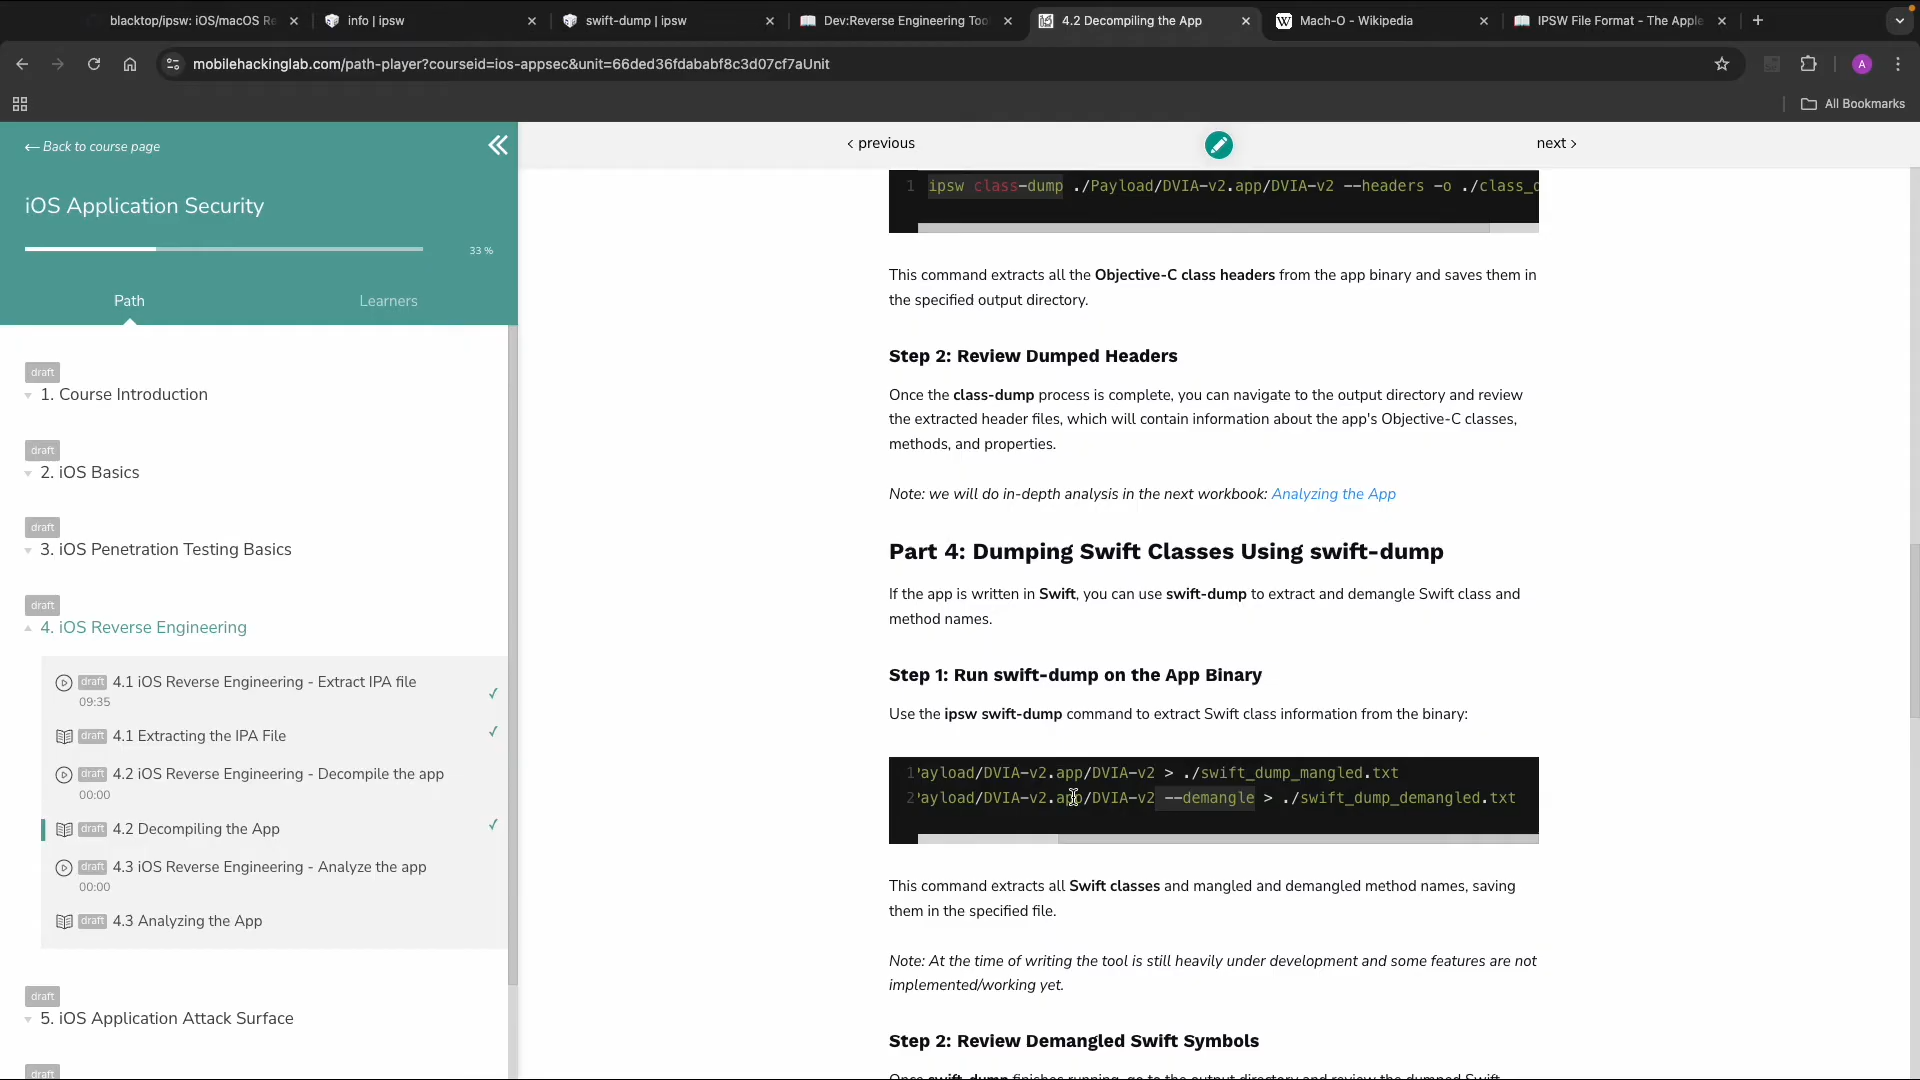 blacktop/ipsw: iOS/macOS Re
info | ipsw
swift-dump | ipsw
Dev:Reverse Engineering Too
4.2 Decompiling the App
Mach-O - Wikipedia
IPSW File Format - The Apple
mobilehackinglab.com/path-player?courseid=ios-appsec&unit=66ded36fdababf8c3d07cf7aUnit
A
All Bookmarks
← Back to course page
iOS Application Security
33 %
Path
Learners
draft
1. Course Introduction
draft
2. iOS Basics
draft
3. iOS Penetration Testing Basics
draft
4. iOS Reverse Engineering
draft 4.1 iOS Reverse Engineering - Extract IPA file
09:35
draft 4.1 Extracting the IPA File
draft 4.2 iOS Reverse Engineering - Decompile the app
00:00
draft 4.2 Decompiling the App
draft 4.3 iOS Reverse Engineering - Analyze the app
00:00
draft 4.3 Analyzing the App
draft
5. iOS Application Attack Surface
draft
‹ previous
next ›
1 ipsw class-dump ./Payload/DVIA-v2.app/DVIA-v2 --headers -o ./class_d
This command extracts all the Objective-C class headers from the app binary and saves them in
the specified output directory.
Step 2: Review Dumped Headers
Once the class-dump process is complete, you can navigate to the output directory and review
the extracted header files, which will contain information about the app's Objective-C classes,
methods, and properties.
Note: we will do in-depth analysis in the next workbook: Analyzing the App
Part 4: Dumping Swift Classes Using swift-dump
If the app is written in Swift, you can use swift-dump to extract and demangle Swift class and
method names.
Step 1: Run swift-dump on the App Binary
Use the ipsw swift-dump command to extract Swift class information from the binary:
1 ayload/DVIA-v2.app/DVIA-v2 > ./swift_dump_mangled.txt
2 ayload/DVIA-v2.app/DVIA-v2 --demangle > ./swift_dump_demangled.txt
This command extracts all Swift classes and mangled and demangled method names, saving
them in the specified file.
Note: At the time of writing the tool is still heavily under development and some features are not
implemented/working yet.
Step 2: Review Demangled Swift Symbols
Once swift-dump finishes running, go to the output directory and review the dumped Swift